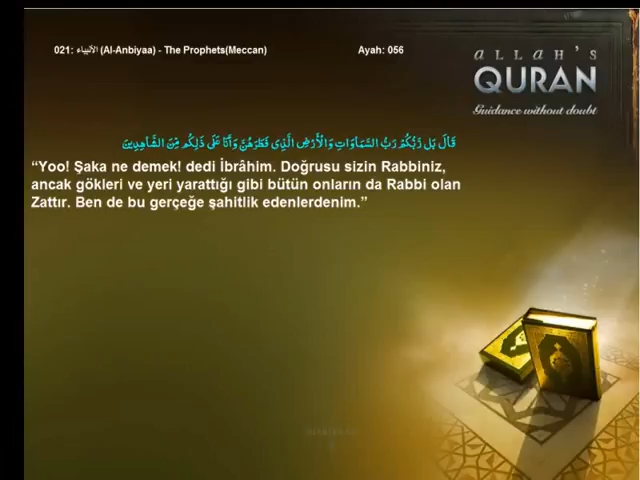 021: الأنبياء (Al-Anbiyaa) - The Prophets(Meccan) Ayah: 056
ALLAH'S
QURAN
Guidance without doubt
قَالَ بَل رَّبُّكُمْ رَبُّ السَّمَاوَاتِ وَالْأَرْضِ الَّذِي فَطَرَهُنَّ وَأَنَا عَلَىٰ ذَٰلِكُم مِّنَ الشَّاهِدِينَ
“Yoo! Şaka ne demek! dedi İbrâhim. Doğrusu sizin Rabbiniz,
ancak gökleri ve yeri yarattığı gibi bütün onların da Rabbi olan
Zattır. Ben de bu gerçeğe şahitlik edenlerdenim.”